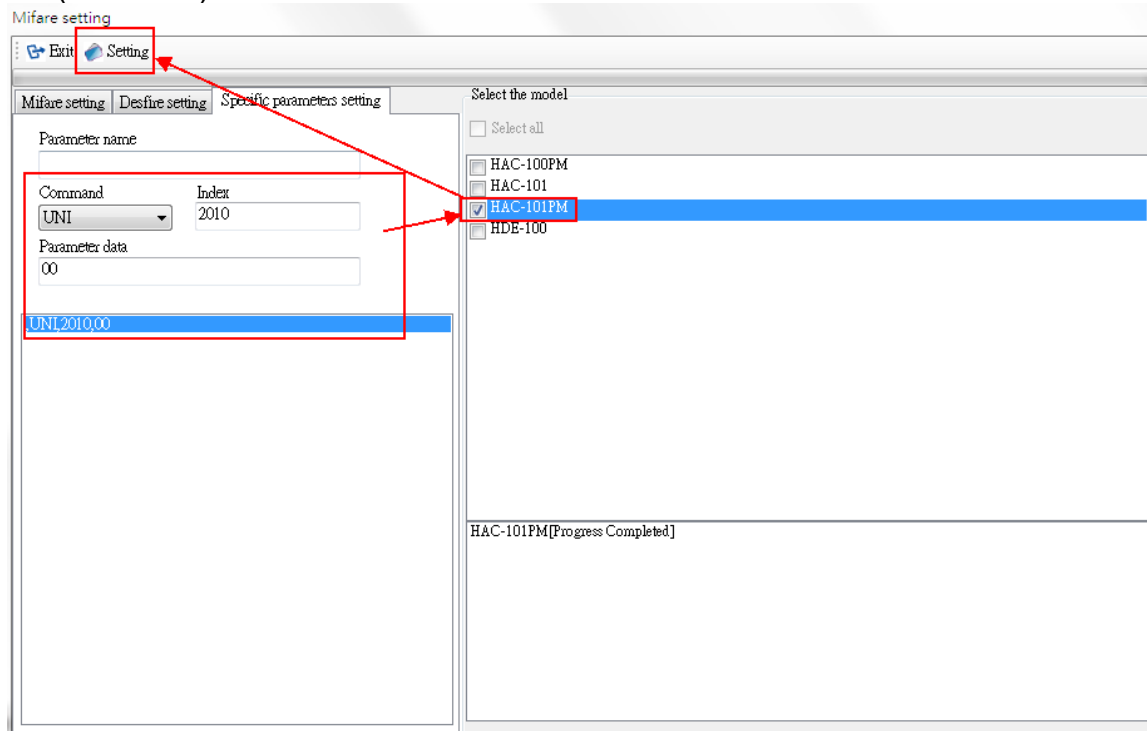 Mifare setting
Exit Setting
Mifare setting Desfire setting Specific parameters setting
Parameter name
Command Index
UNI 2010
Parameter data
00
,UNI,2010,00
Select the model
Select all
HAC-100PM
HAC-101
HAC-101PM
HDE-100
HAC-101PM[Progress Completed]